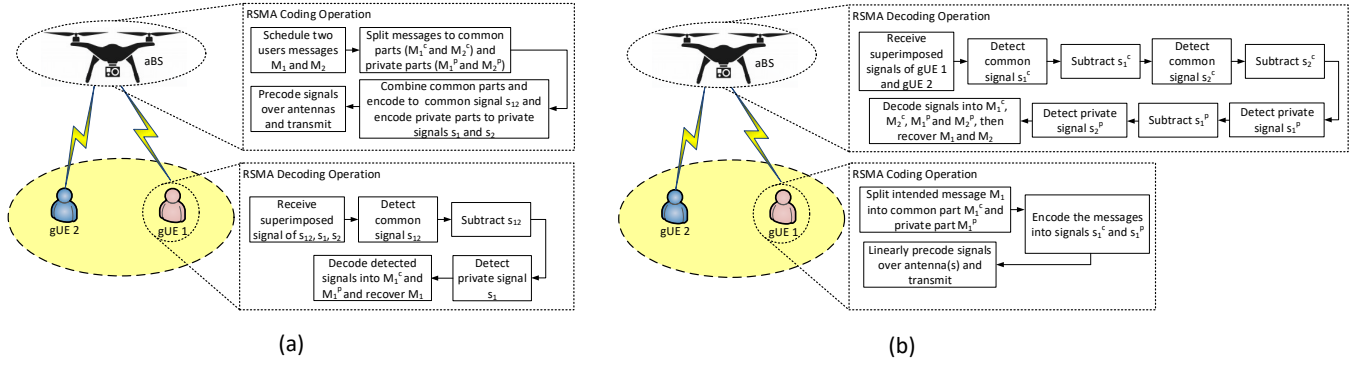 RSMA Coding Operation
Schedule two
users messages
M₁ and M₂
Split messages to common
parts (M₁ᶜ and M₂ᶜ) and
private parts (M₁ᵖ and M₂ᵖ)
Combine common parts and
encode to common signal s₁₂ and
encode private parts to private
signals s₁ and s₂
Precode signals
over antennas
and transmit
aBS
RSMA Decoding Operation
Receive
superimposed
signal of s₁₂, s₁, s₂
Detect
common
signal s₁₂
Subtract s₁₂
Detect
private signal
s₁
Decode detected
signals into M₁ᶜ and
M₁ᵖ and recover M₁
gUE 2
gUE 1
(a)
RSMA Decoding Operation
Receive
superimposed
signals of gUE 1
and gUE 2
Detect
common
signal s₁ᶜ
Subtract s₁ᶜ
Detect
common
signal s₂ᶜ
Subtract s₂ᶜ
Detect private
signal s₁ᵖ
Subtract s₁ᵖ
Detect private
signal s₂ᵖ
Decode signals into M₁ᶜ,
M₂ᶜ, M₁ᵖ and M₂ᵖ, then
recover M₁ and M₂
aBS
RSMA Coding Operation
Split intended message M₁
into common part M₁ᶜ and
private part M₁ᵖ
Encode the messages
into signals s₁ᶜ and s₁ᵖ
Linearly precode signals
over antenna(s) and
transmit
gUE 2
gUE 1
(b)